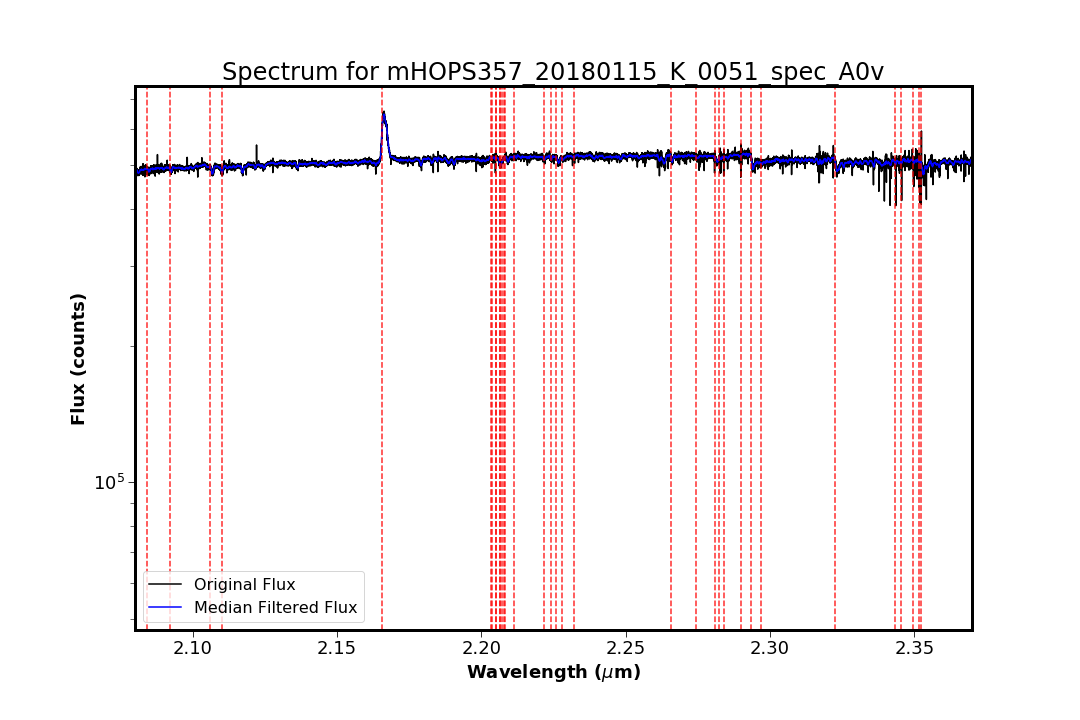 Spectrum for mHOPS357_20180115_K_0051_spec_A0v
Flux (counts)
10^5
Original Flux
Median Filtered Flux
2.10 2.15 2.20 2.25 2.30 2.35
Wavelength (μm)